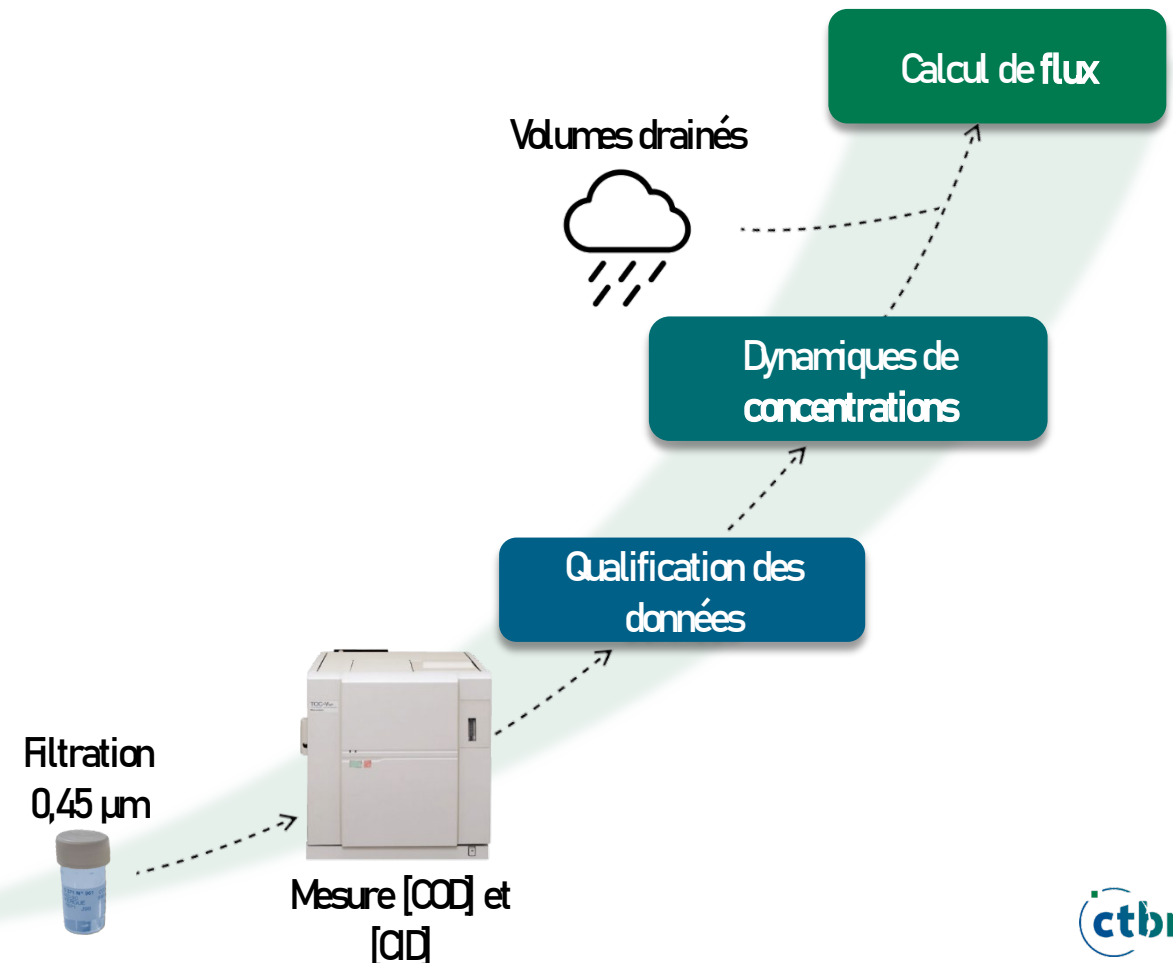 Calcul de flux
Volumes drainés
Dynamiques de
concentrations
Qualification des
données
Filtration
0,45 µm
Mesure [COD] et
[CID]